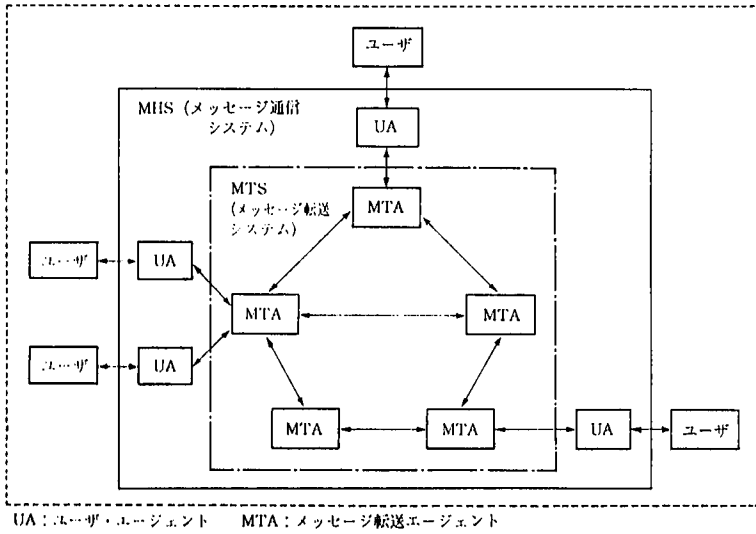 ユーザ
MHS (メッセージ通信
システム)
UA
MTS
(メッセージ転送
システム)
MTA
ユーザ
UA
MTA
MTA
ユーザ
UA
MTA
MTA
UA
ユーザ
UA：ユーザ・エージェント　MTA：メッセージ転送エージェント